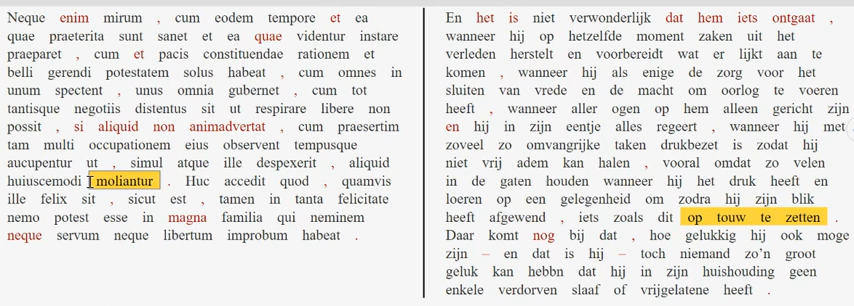 Neque enim mirum , cum eodem tempore et ea
quae praeterita sunt sanet et ea quae videntur instare
praeparet , cum et pacis constituendae rationem et
belli gerendi potestatem solus habeat , cum omnes in
unum spectent , unus omnia gubernet , cum tot
tantisque negotiis distentus sit ut respirare libere non
possit , si aliquid non animadvertat , cum praesertim
tam multi occupationem eius observent tempusque
aucupentur ut , simul atque ille despexerit , aliquid
huiuscemodi moliantur . Huc accedit quod , quamvis
ille felix sit , sicut est , tamen in tanta felicitate
nemo potest esse in magna familia qui neminem
neque servum neque libertum improbum habeat .
En het is niet verwonderlijk dat hem iets ontgaat ,
wanneer hij op hetzelfde moment zaken uit het
verleden herstelt en voorbereidt wat er lijkt aan te
komen , wanneer hij als enige de zorg voor het
sluiten van vrede en de macht om oorlog te voeren
heeft , wanneer aller ogen op hem alleen gericht zijn
en hij in zijn eentje alles regeert , wanneer hij met
zoveel zo omvangrijke taken drukbezet is zodat hij
niet vrij adem kan halen , vooral omdat zo velen
in de gaten houden wanneer hij het druk heeft en
loeren op een gelegenheid om zodra hij zijn blik
heeft afgewend , iets zoals dit op touw te zetten .
Daar komt nog bij dat , hoe gelukkig hij ook moge
zijn – en dat is hij – toch niemand zo’n groot
geluk kan hebbn dat hij in zijn huishouding geen
enkele verdorven slaaf of vrijgelatene heeft .